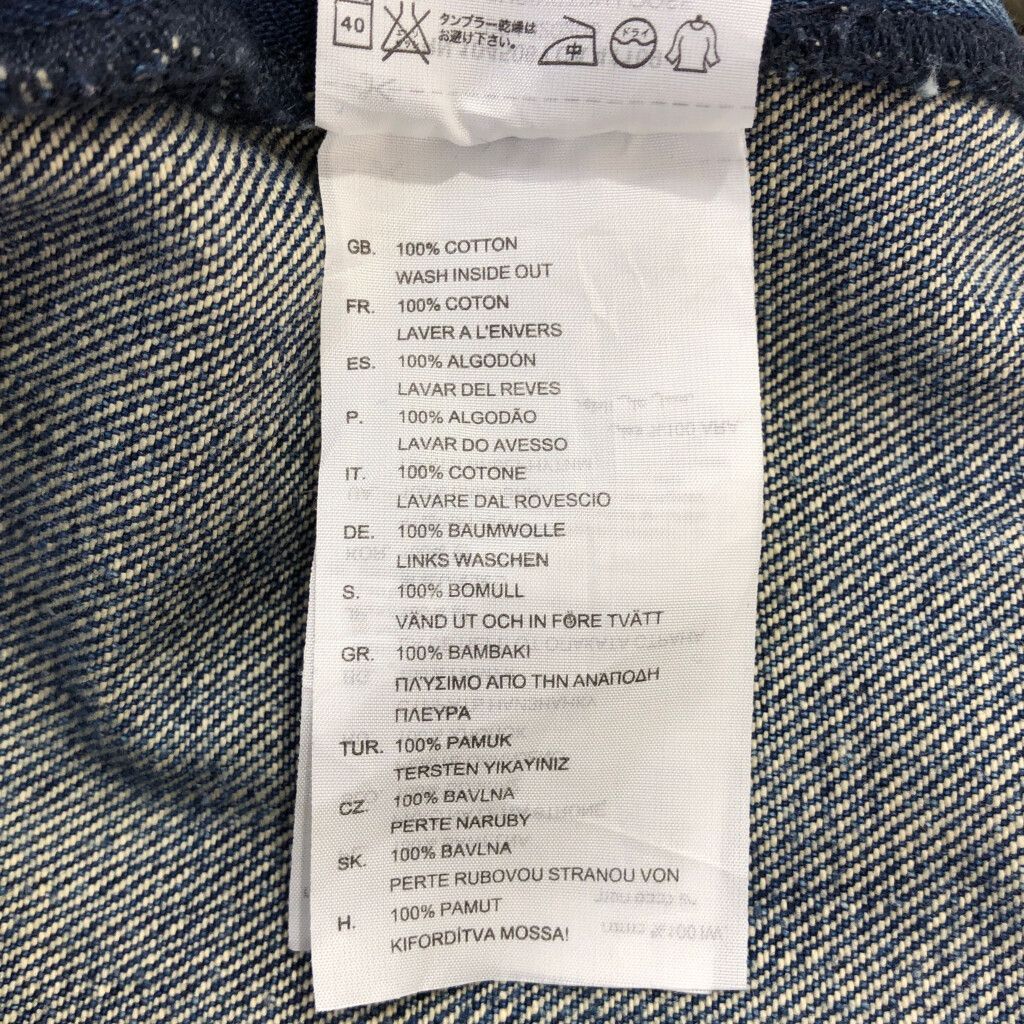 40 タンブラー乾燥は
お避け下さい。 中 ドライ
GB. 100% COTTON
WASH INSIDE OUT
FR. 100% COTON
LAVER A L'ENVERS
ES. 100% ALGODÓN
LAVAR DEL REVES
P. 100% ALGODÃO
LAVAR DO AVESSO
IT. 100% COTONE
LAVARE DAL ROVESCIO
DE. 100% BAUMWOLLE
LINKS WASCHEN
S. 100% BOMULL
VÄND UT OCH IN FÖRE TVÄTT
GR. 100% BAMBAKI
ΠΛΎΣΙΜΟ ΑΠΟ ΤΗΝ ΑΝΑΠΟΔΗ
ΠΛΕΥΡΆ
TUR. 100% PAMUK
TERSTEN YIKAYINIZ
CZ. 100% BAVLNA
PERTE NARUBY
SK. 100% BAVLNA
PERTE RUBOVOU STRANOU VON
H. 100% PAMUT
KIFORDÍTVA MOSSA!